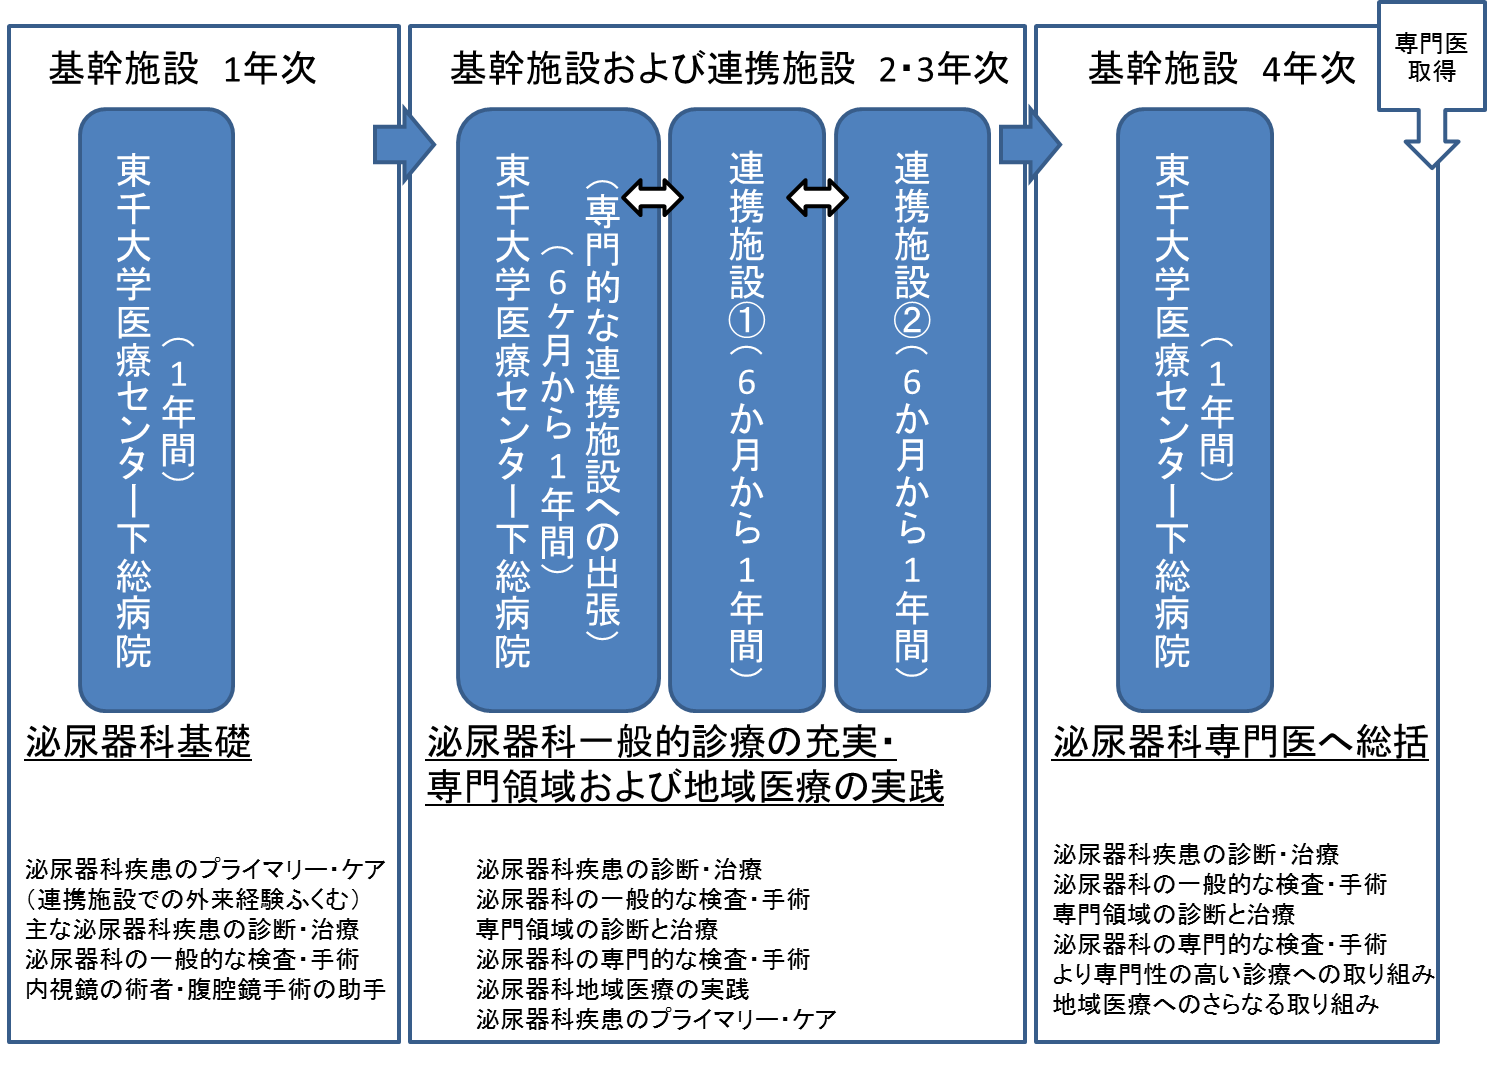 基幹施設　1年次
東千大学医療センター下総病院
（1年間）
泌尿器科基礎
泌尿器科疾患のプライマリー・ケア
（連携施設での外来経験ふくむ）
主な泌尿器科疾患の診断・治療
泌尿器科の一般的な検査・手術
内視鏡の術者・腹腔鏡手術の助手
基幹施設および連携施設　2・3年次
東千大学医療センター下総病院
（6ヶ月から1年間）
（専門的な連携施設への出張）
連携施設①（6か月から1年間）
連携施設②（6か月から1年間）
泌尿器科一般的診療の充実・
専門領域および地域医療の実践
泌尿器科疾患の診断・治療
泌尿器科の一般的な検査・手術
専門領域の診断と治療
泌尿器科の専門的な検査・手術
泌尿器科地域医療の実践
泌尿器科疾患のプライマリー・ケア
基幹施設　4年次
東千大学医療センター下総病院
（1年間）
泌尿器科専門医へ総括
泌尿器科疾患の診断・治療
泌尿器科の一般的な検査・手術
専門領域の診断と治療
泌尿器科の専門的な検査・手術
より専門性の高い診療への取り組み
地域医療へのさらなる取り組み
専門医
取得